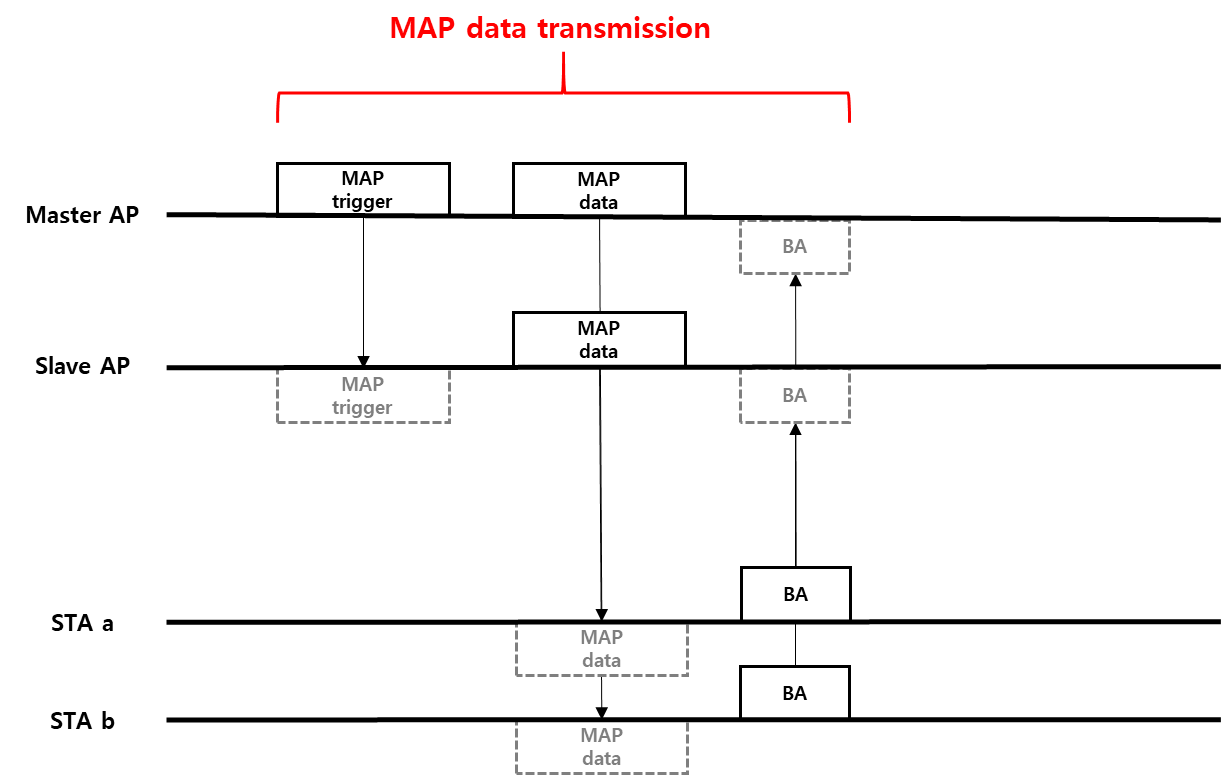 MAP data transmission
MAP
trigger
MAP
data
Master AP
BA
MAP
data
Slave AP
MAP
trigger
BA
BA
STA a
MAP
data
BA
STA b
MAP
data